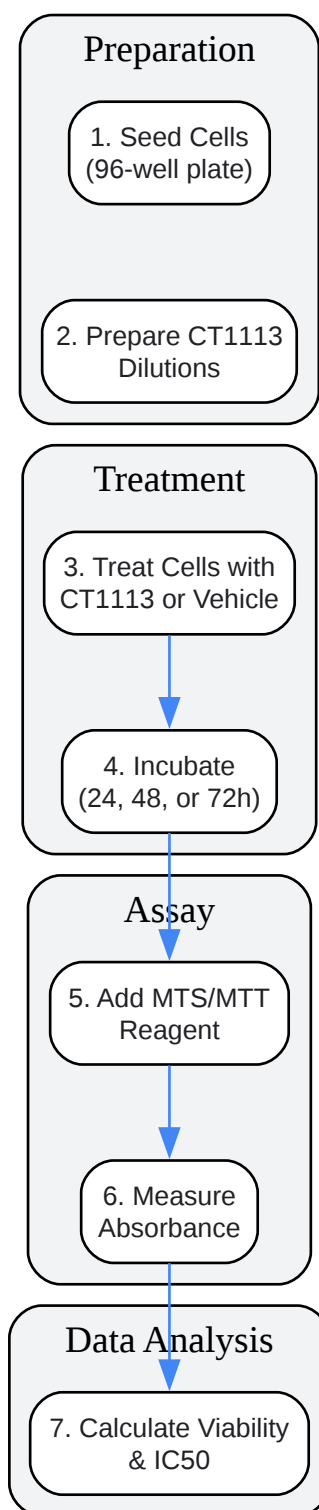 Preparation
1. Seed Cells
(96-well plate)
2. Prepare CT1113
Dilutions
Treatment
3. Treat Cells with
CT1113 or Vehicle
4. Incubate
(24, 48, or 72h)
Assay
5. Add MTS/MTT
Reagent
6. Measure
Absorbance
Data Analysis
7. Calculate Viability
& IC50